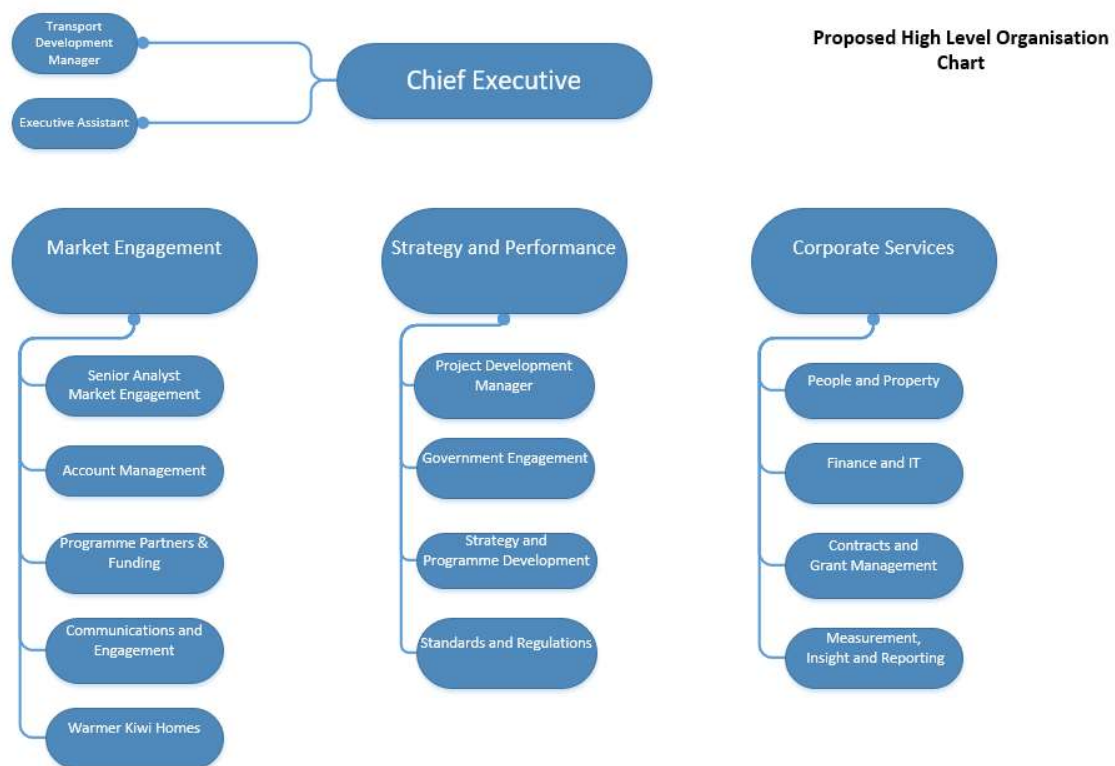 Transport
Development
Manager
Executive Assistant
Chief Executive
Proposed High Level Organisation
Chart
Market Engagement
Senior Analyst
Market Engagement
Account Management
Programme Partners &
Funding
Communications and
Engagement
Warmer Kiwi Homes
Strategy and Performance
Project Development
Manager
Government Engagement
Strategy and
Programme Development
Standards and Regulations
Corporate Services
People and Property
Finance and IT
Contracts and
Grant Management
Measurement,
Insight and Reporting